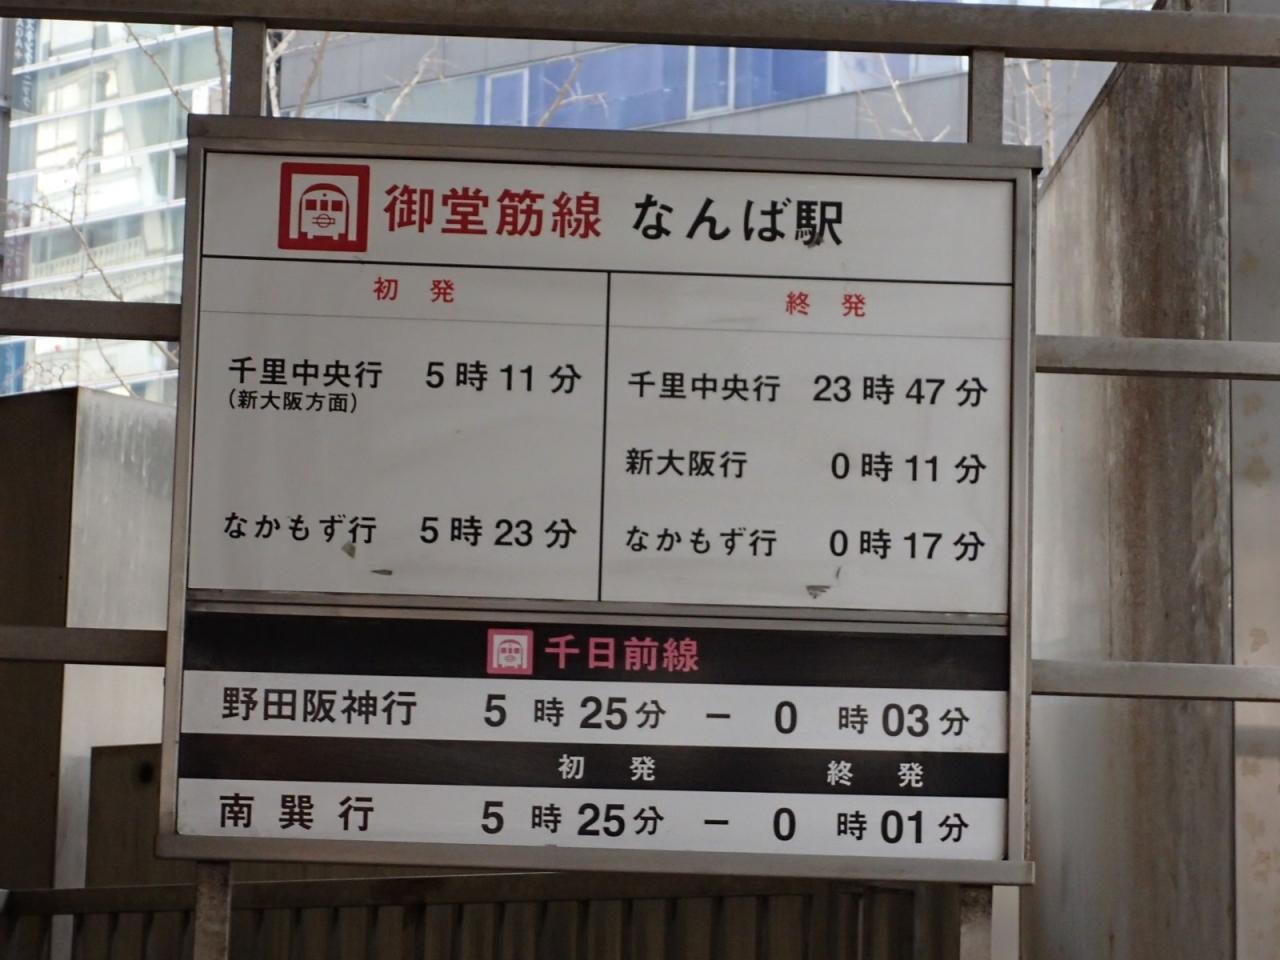 御堂筋線 なんば駅
初発
終発
千里中央行 5時11分
(新大阪方面)
なかもず行 5時23分
千里中央行 23時47分
新大阪行 0時11分
なかもず行 0時17分
千日前線
野田阪神行 5時25分 － 0時03分
初発 終発
南巽行 5時25分 － 0時01分